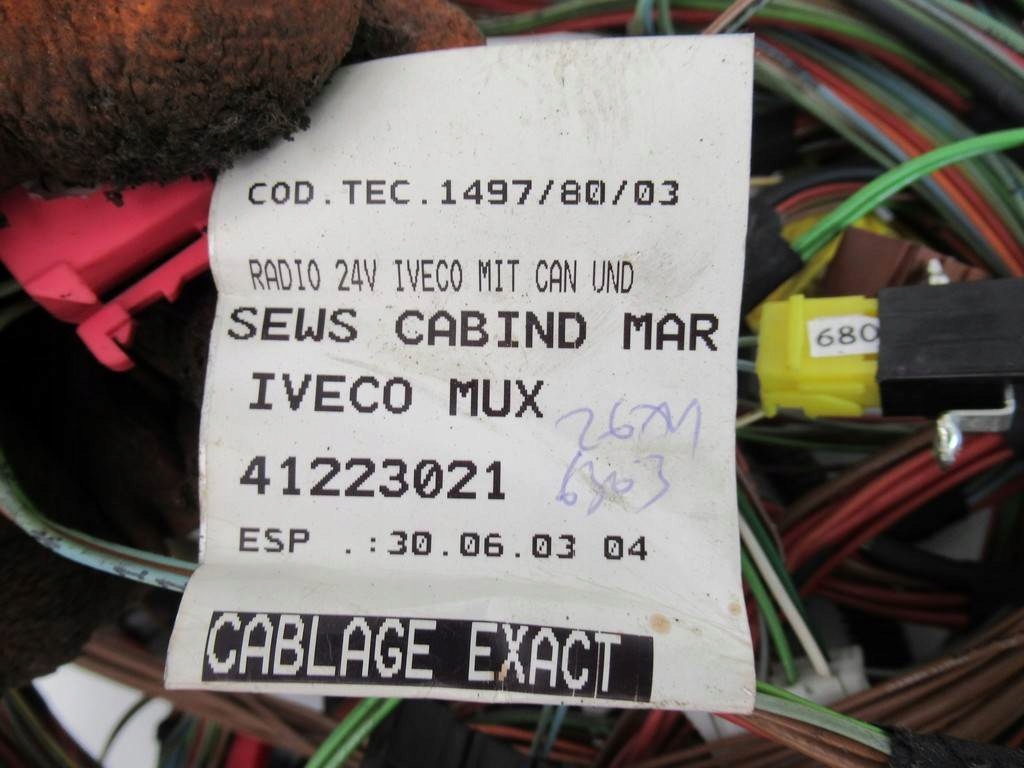 COD.TEC.1497/80/03
RADIO 24V IVECO MIT CAN UND
SEWS CABIND MAR
IVECO MUX
41223021
ESP .:30.06.03 04
CABLAGE EXACT
680